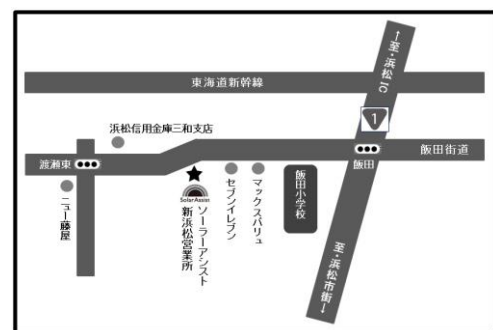 ←至・浜松IC
東海道新幹線
1
浜松信用金庫三和支店
渡瀬東
飯田
飯田街道
ニュー藤屋
SolarAssist
ソーラーアシスト
新浜松営業所
セブンイレブン
マックスバリュ
飯田小学校
至・浜松市街→